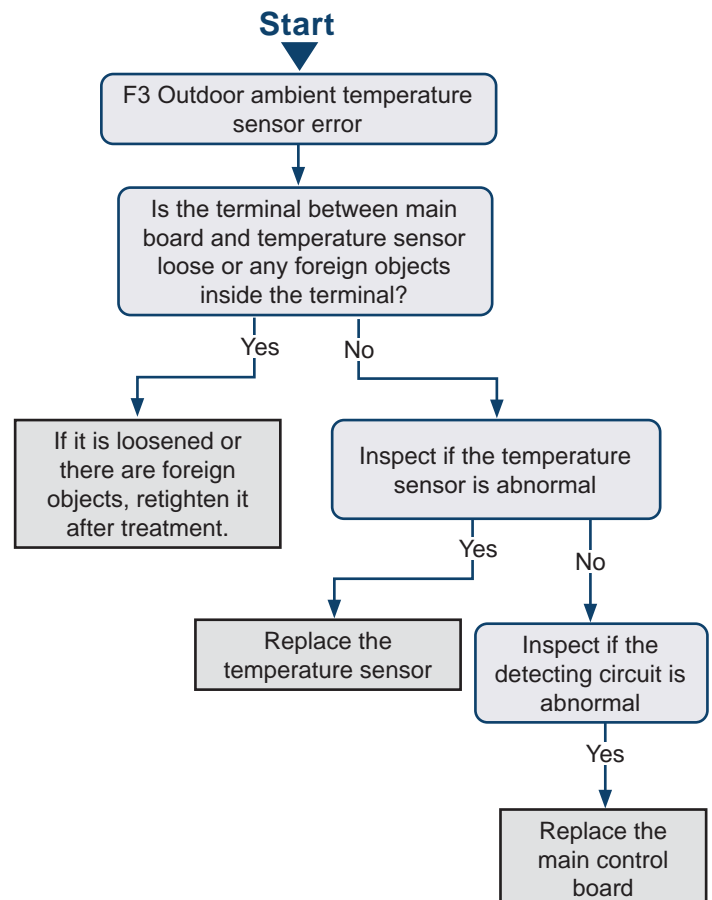 Start
F3 Outdoor ambient temperature
sensor error
Is the terminal between main
board and temperature sensor
loose or any foreign objects
inside the terminal?
Yes
No
If it is loosened or
there are foreign
objects, retighten it
after treatment.
Inspect if the temperature
sensor is abnormal
Yes
No
Replace the
temperature sensor
Inspect if the
detecting circuit is
abnormal
Yes
Replace the
main control
board